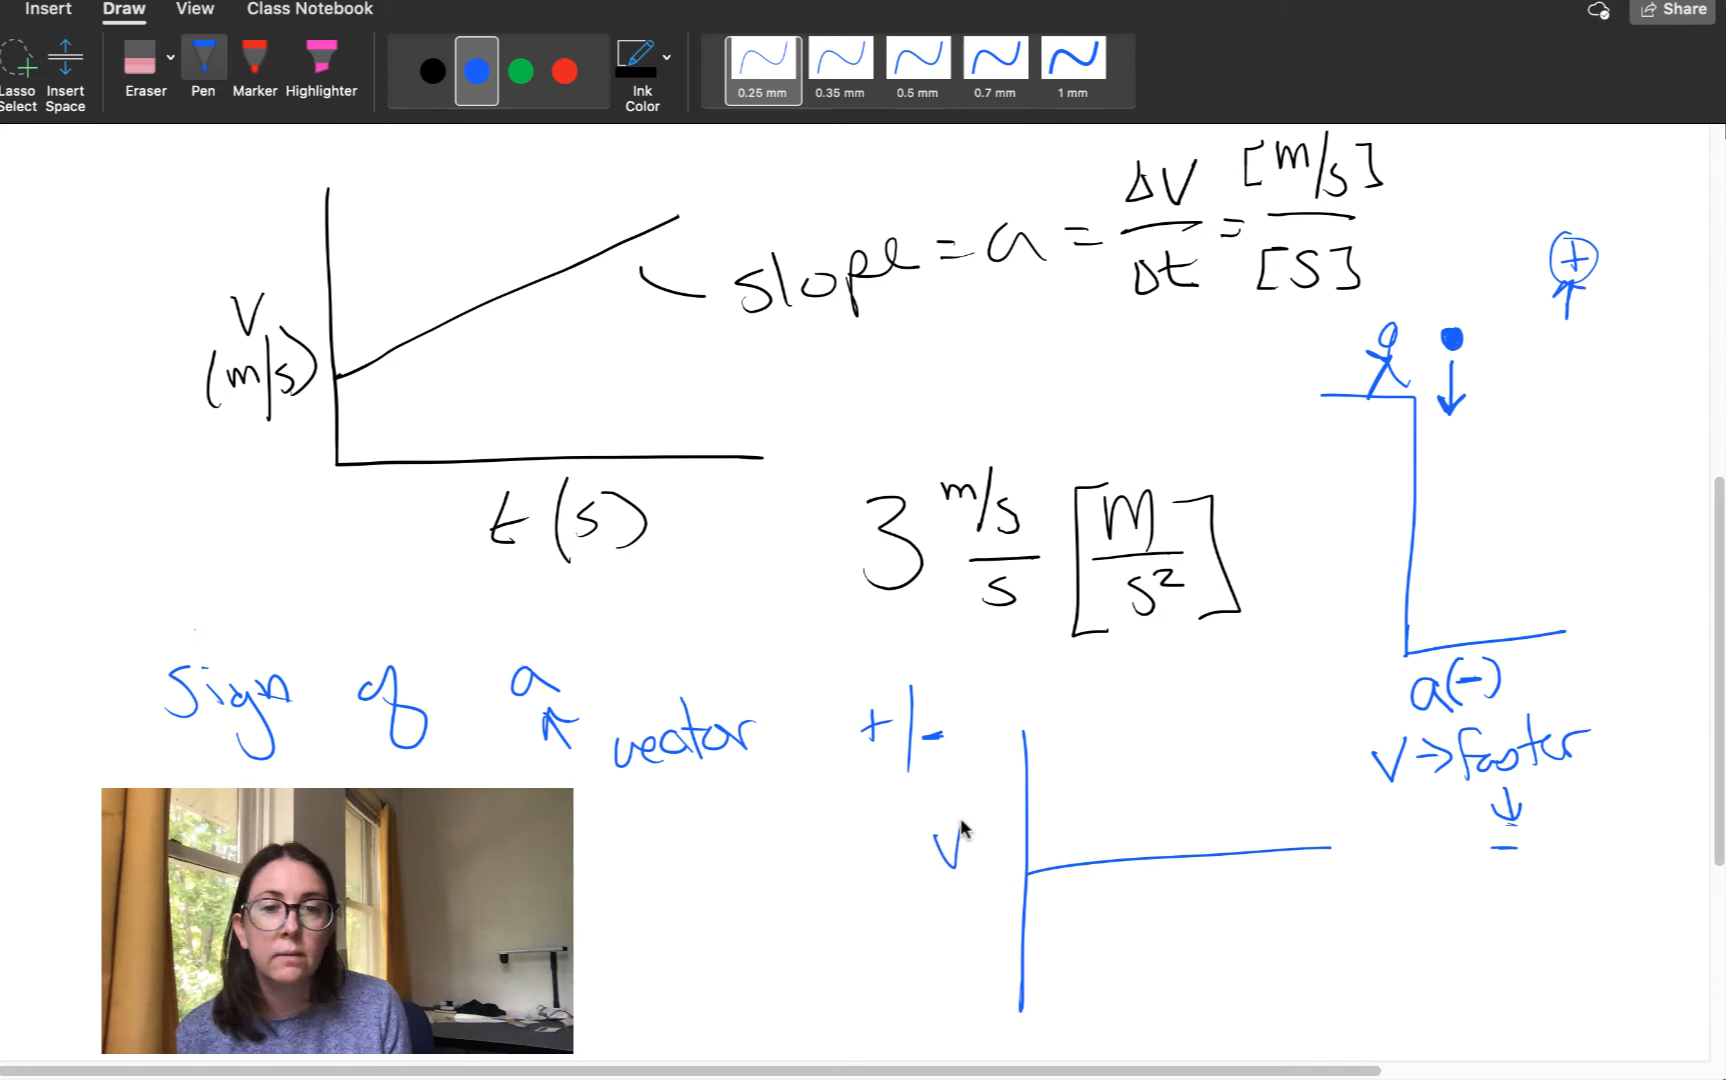 Insert Draw View Class Notebook Share
Lasso Select
Insert Space
Eraser
Pen
Marker
Highlighter
Ink Color
0.25 mm
0.35 mm
0.5 mm
0.7 mm
1 mm
V
(m/s)
t (s)
slope = a = ΔV/Δt = [m/s]/[s]
+
3 m/s/s [m/s²]
sign of a
vector
+/-
a(-)
V → faster
-
V